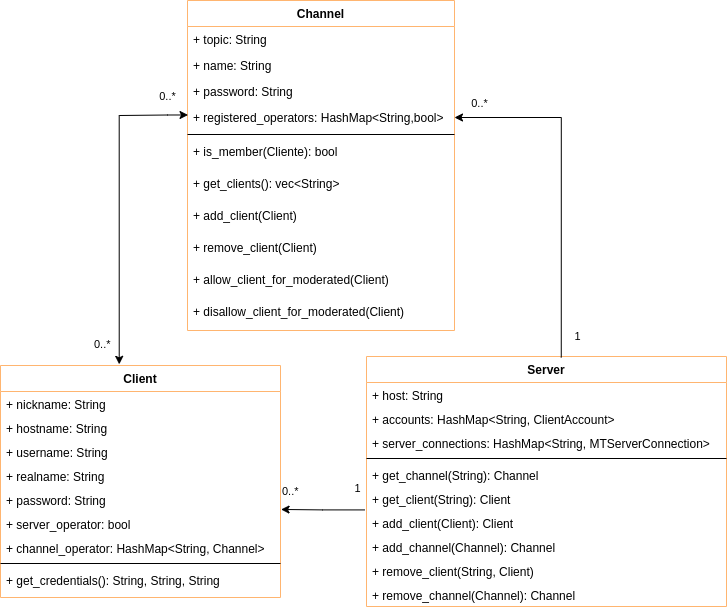 Channel
+ topic: String
+ name: String
+ password: String
+ registered_operators: HashMap<String,bool>
+ is_member(Cliente): bool
+ get_clients(): vec<String>
+ add_client(Client)
+ remove_client(Client)
+ allow_client_for_moderated(Client)
+ disallow_client_for_moderated(Client)
0..*
0..*
0..*
1
Client
+ nickname: String
+ hostname: String
+ username: String
+ realname: String
+ password: String
+ server_operator: bool
+ channel_operator: HashMap<String, Channel>
+ get_credentials(): String, String, String
0..*
1
Server
+ host: String
+ accounts: HashMap<String, ClientAccount>
+ server_connections: HashMap<String, MTServerConnection>
+ get_channel(String): Channel
+ get_client(String): Client
+ add_client(Client): Client
+ add_channel(Channel): Channel
+ remove_client(String, Client)
+ remove_channel(Channel): Channel